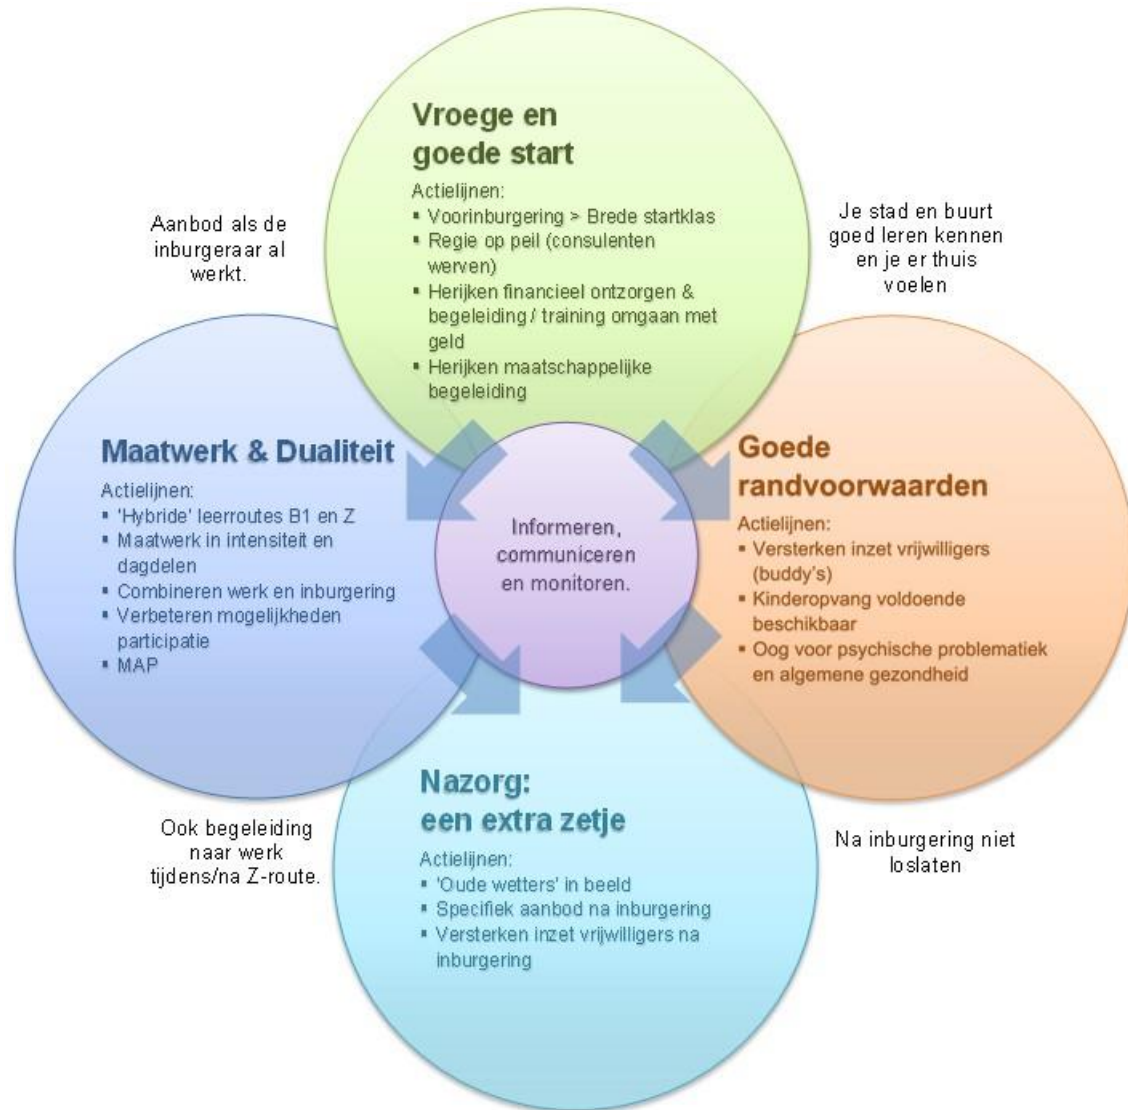 Vroege en
goede start
Actielijnen:
▪ Voorinburgering > Brede startklas
▪ Regie op peil (consulenten
werven)
▪ Herijken financieel ontzorgen &
begeleiding / training omgaan met
geld
▪ Herijken maatschappelijke
begeleiding
Aanbod als de
inburgeraar al
werkt.
Je stad en buurt
goed leren kennen
en je er thuis
voelen
Maatwerk & Dualiteit
Actielijnen:
▪ 'Hybride' leerroutes B1 en Z
▪ Maatwerk in intensiteit en
dagdelen
▪ Combineren werk en inburgering
▪ Verbeteren mogelijkheden
participatie
▪ MAP
Informeren,
communiceren
en monitoren.
Goede
randvoorwaarden
Actielijnen:
▪ Versterken inzet vrijwilligers
(buddy's)
▪ Kinderopvang voldoende
beschikbaar
▪ Oog voor psychische problematiek
en algemene gezondheid
Ook begeleiding
naar werk
tijdens/na Z-route.
Nazorg:
een extra zetje
Actielijnen:
▪ 'Oude wetters' in beeld
▪ Specifiek aanbod na inburgering
▪ Versterken inzet vrijwilligers na
inburgering
Na inburgering niet
loslaten